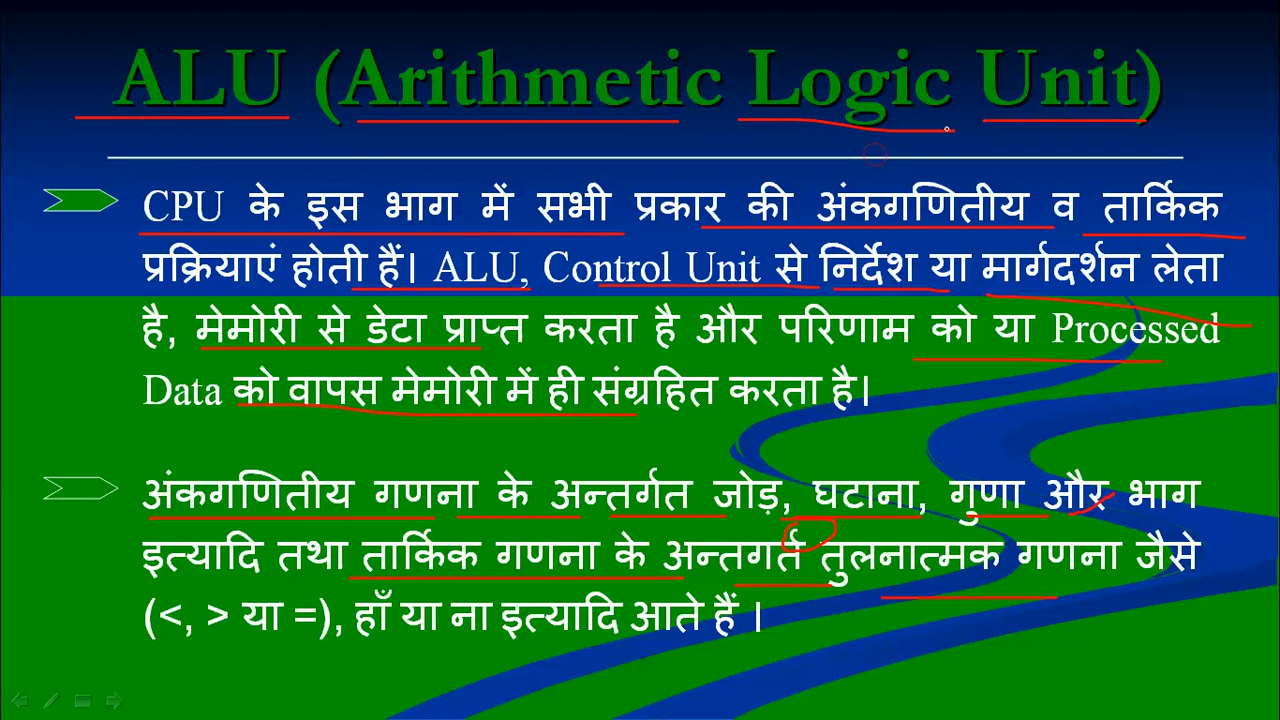 ALU (Arithmetic Logic Unit)
CPU के इस भाग में सभी प्रकार की अंकगणितीय व तार्किक
प्रक्रियाएं होती हैं। ALU, Control Unit से निर्देश या मार्गदर्शन लेता
है, मेमोरी से डेटा प्राप्त करता है और परिणाम को या Processed
Data को वापस मेमोरी में ही संग्रहित करता है।
अंकगणितीय गणना के अन्तर्गत जोड़, घटाना, गुणा और भाग
इत्यादि तथा तार्किक गणना के अन्तगर्त तुलनात्मक गणना जैसे
(<, > या =), हाँ या ना इत्यादि आते हैं ।